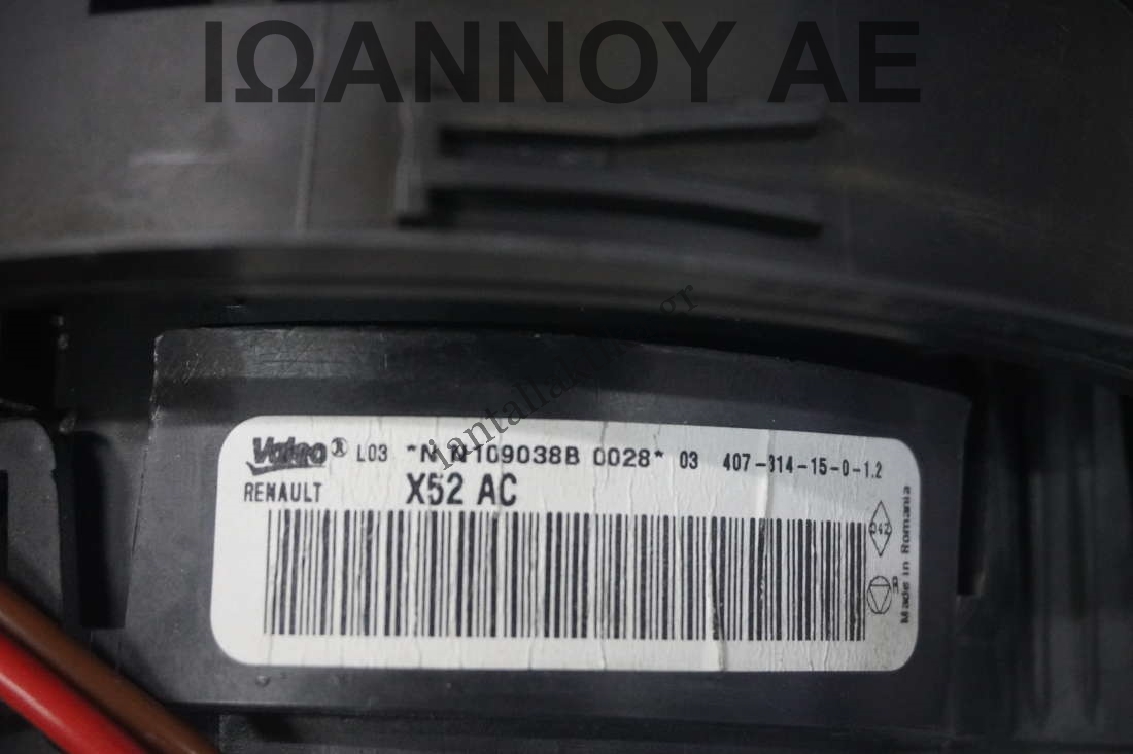 ΙΩΑΝΝΟΥ ΑΕ
Valeo L03 *N N109038B 0028* 03 407-314-15-0-1.2
RENAULT X52 AC
Made in Romania